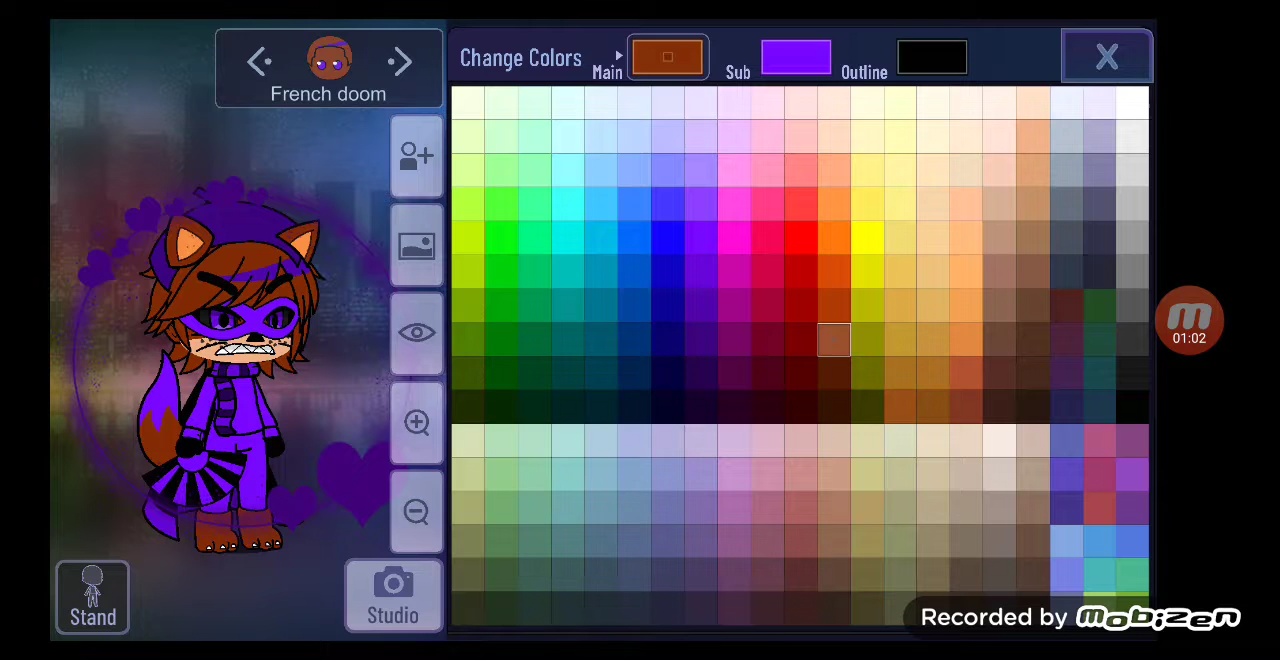 French doom
Change Colors
Main
Sub
Outline
X
01:02
Stand
Studio
Recorded by mobizen